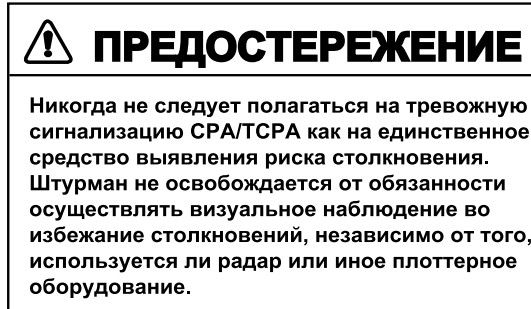 ПРЕДОСТЕРЕЖЕНИЕ
Никогда не следует полагаться на тревожную
сигнализацию CPA/TCPA как на единственное
средство выявления риска столкновения.
Штурман не освобождается от обязанности
осуществлять визуальное наблюдение во
избежание столкновений, независимо от того,
используется ли радар или иное плоттерное
оборудование.